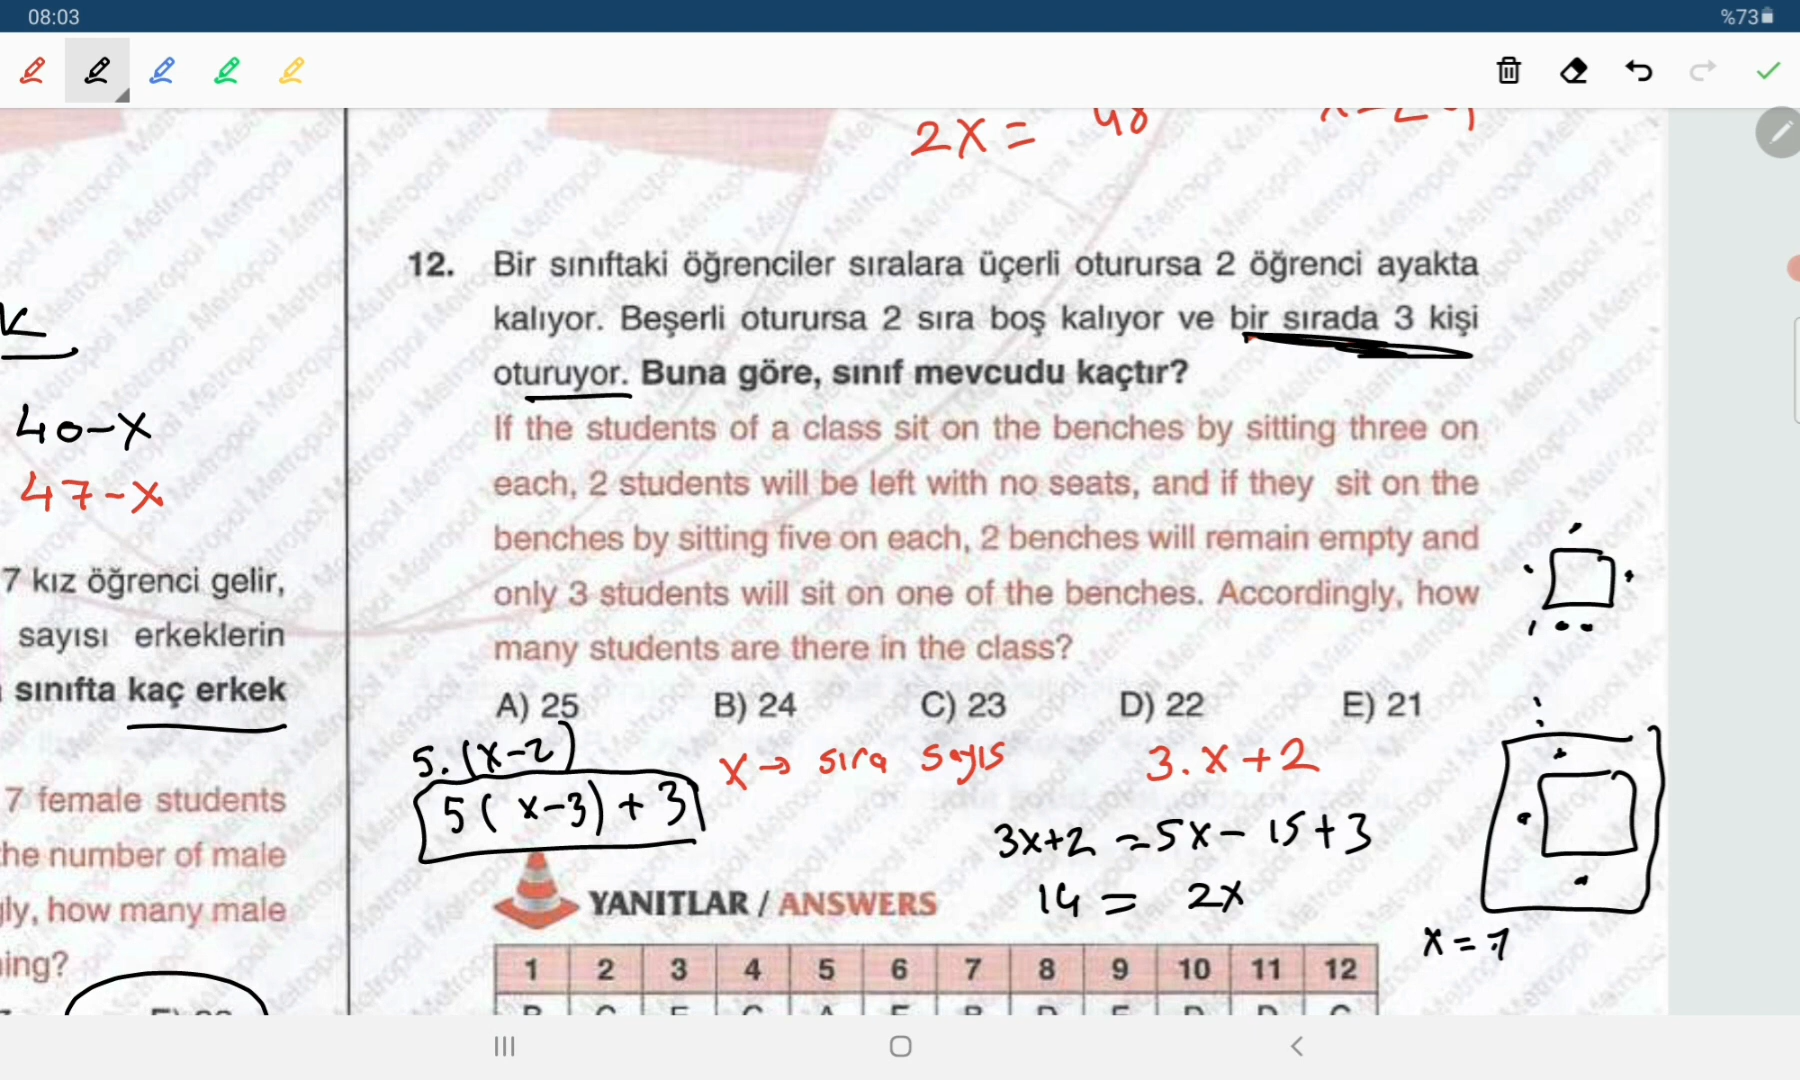 08:03
%73
2x = 48
12. Bir sınıftaki öğrenciler sıralara üçerli oturursa 2 öğrenci ayakta
kalıyor. Beşerli oturursa 2 sıra boş kalıyor ve bir sırada 3 kişi
oturuyor. Buna göre, sınıf mevcudu kaçtır?
If the students of a class sit on the benches by sitting three on
each, 2 students will be left with no seats, and if they sit on the
benches by sitting five on each, 2 benches will remain empty and
only 3 students will sit on one of the benches. Accordingly, how
many students are there in the class?
A) 25 B) 24 C) 23 D) 22 E) 21
5.(x-2)
5(x-3)+3
x→ sıra sayıs
3.x+2
3x+2 = 5x-15+3
14 = 2x
x=7
YANITLAR / ANSWERS
1 2 3 4 5 6 7 8 9 10 11 12
40-x
47-x
7 kız öğrenci gelir,
sayısı erkeklerin
sınıfta kaç erkek
7 female students
he number of male
ly, how many male
ing?
Metropol Metropol Metropol